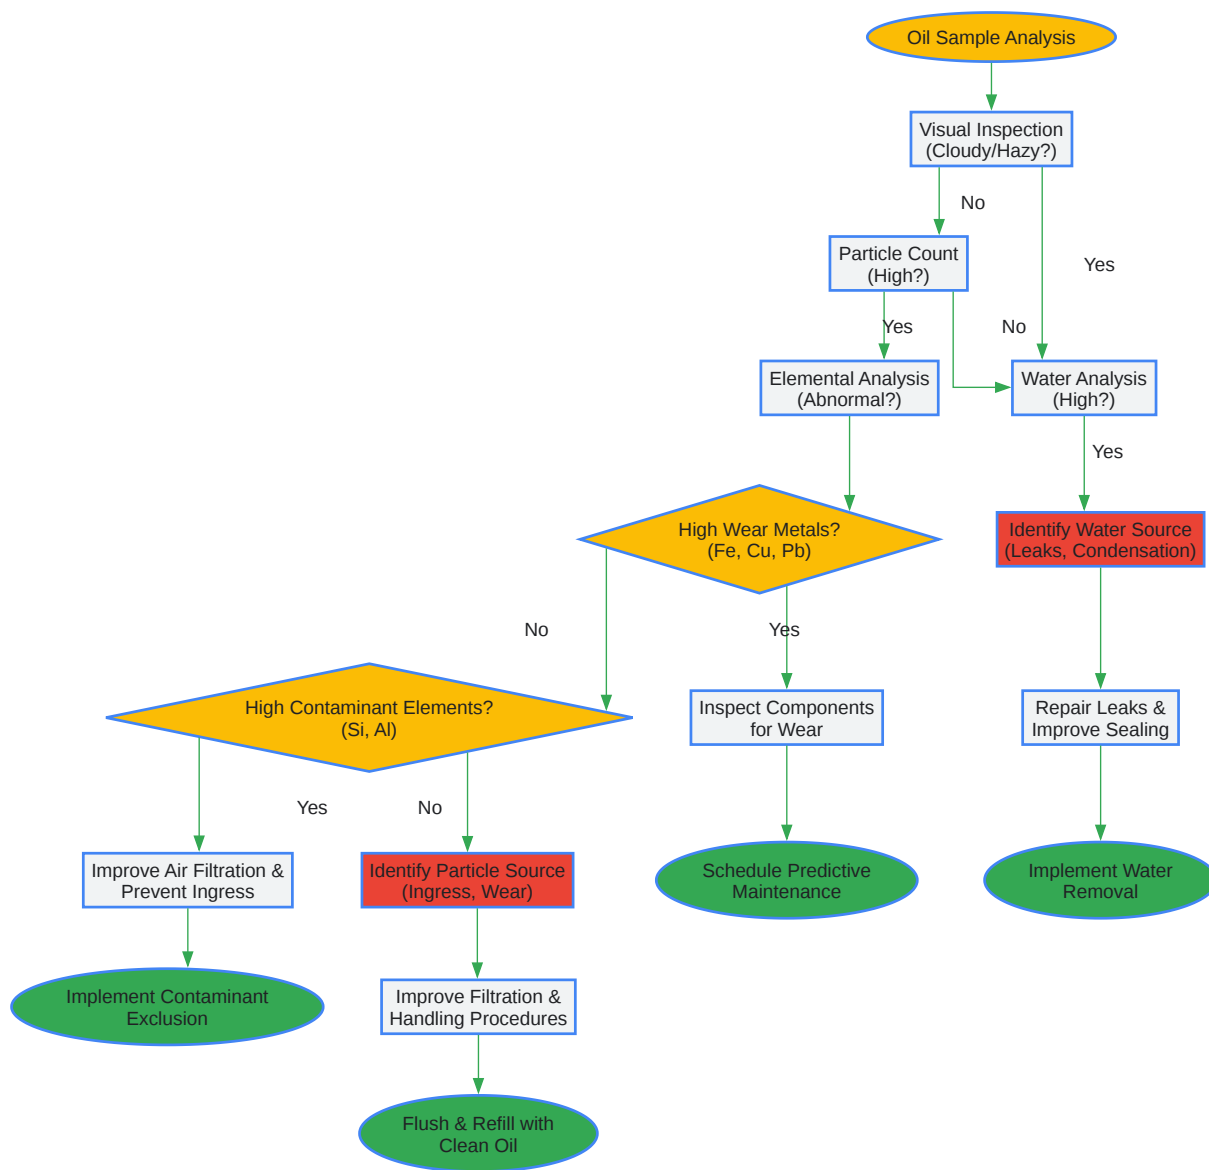 Oil Sample Analysis
Visual Inspection
(Cloudy/Hazy?)
No
Particle Count
(High?)
Yes
Yes
No
Elemental Analysis
(Abnormal?)
Water Analysis
(High?)
Yes
High Wear Metals?
(Fe, Cu, Pb)
Identify Water Source
(Leaks, Condensation)
No
Yes
High Contaminant Elements?
(Si, Al)
Inspect Components
for Wear
Repair Leaks &
Improve Sealing
Yes
No
Improve Air Filtration &
Prevent Ingress
Identify Particle Source
(Ingress, Wear)
Schedule Predictive
Maintenance
Implement Water
Removal
Implement Contaminant
Exclusion
Improve Filtration &
Handling Procedures
Flush & Refill with
Clean Oil